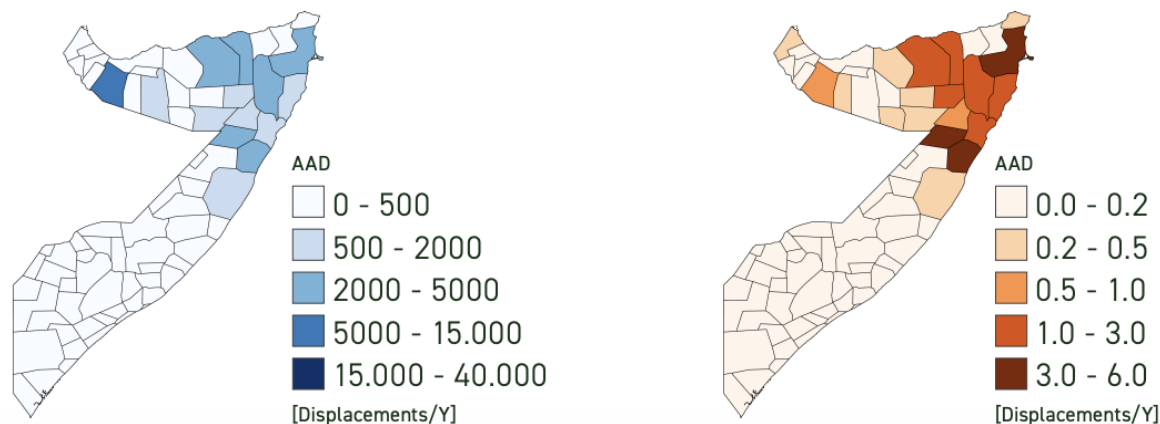 AAD
0 - 500
500 - 2000
2000 - 5000
5000 - 15.000
15.000 - 40.000
[Displacements/Y]
AAD
0.0 - 0.2
0.2 - 0.5
0.5 - 1.0
1.0 - 3.0
3.0 - 6.0
[Displacements/Y]